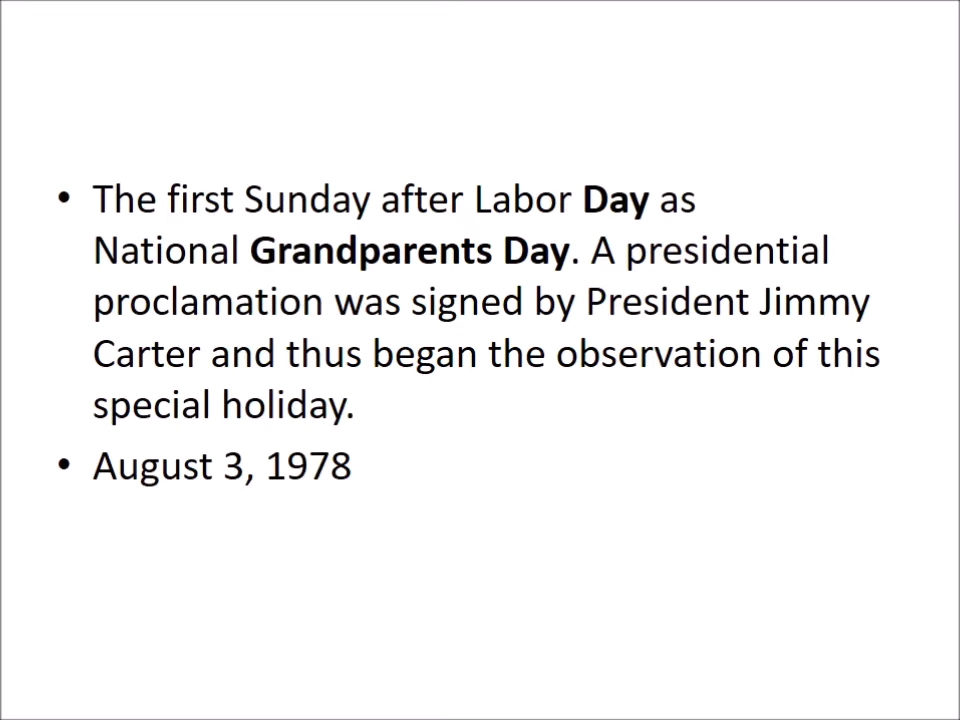 • The first Sunday after Labor Day as
National Grandparents Day. A presidential
proclamation was signed by President Jimmy
Carter and thus began the observation of this
special holiday.
• August 3, 1978